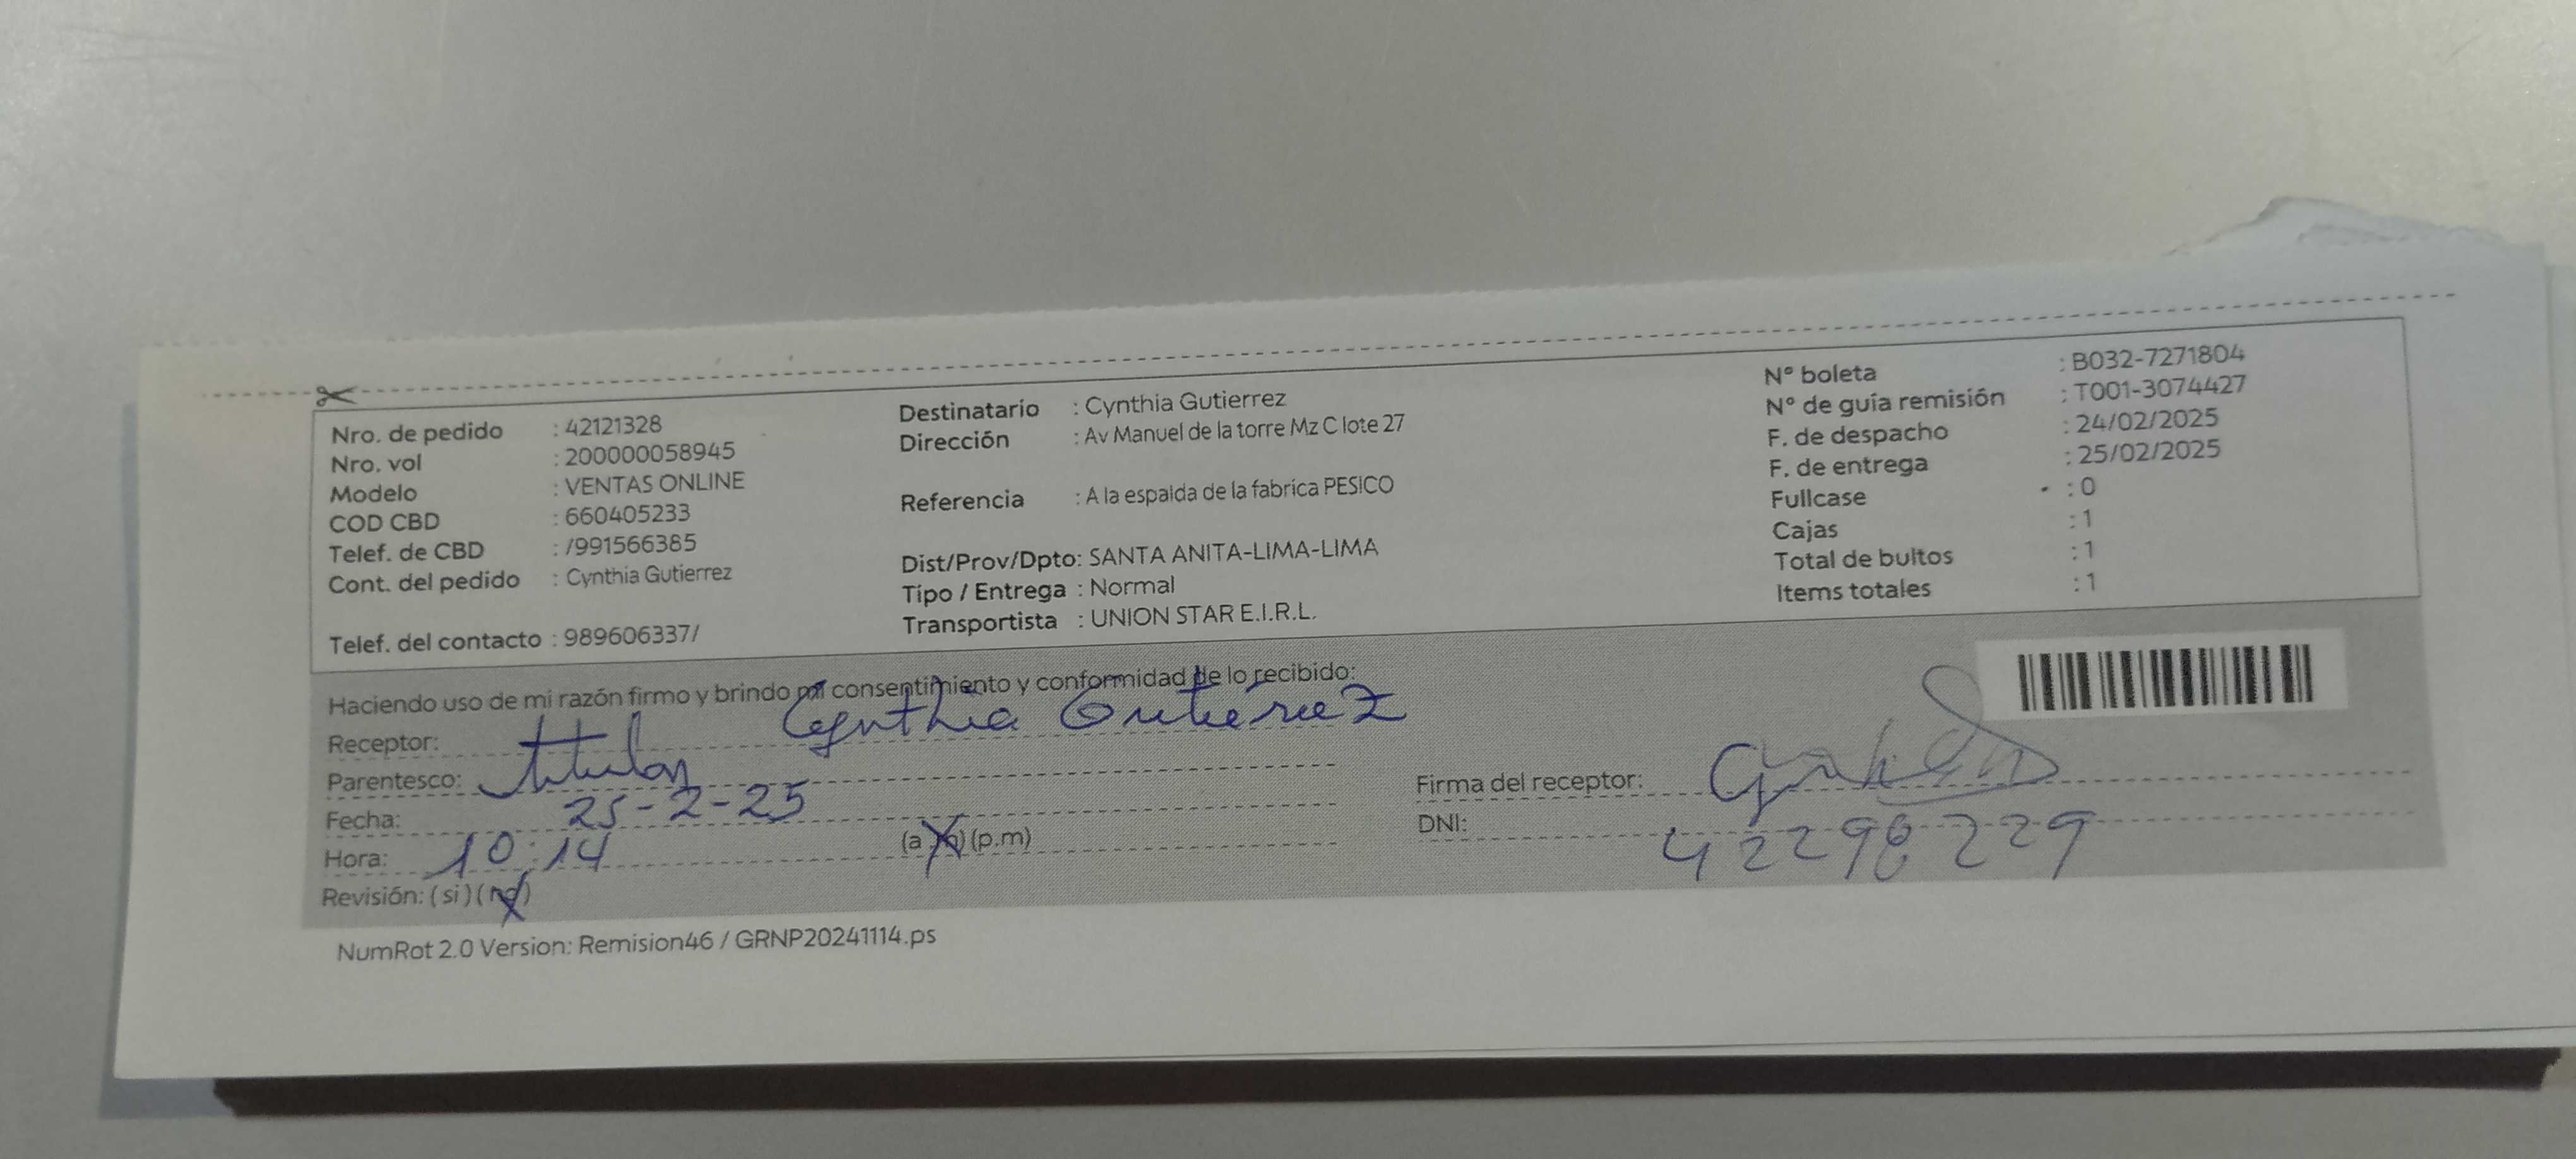 Nro. de pedido : 42121328
Nro. vol : 200000058945
Modelo : VENTAS ONLINE
COD CBD : 660405233
Telef. de CBD : /991566385
Cont. del pedido : Cynthia Gutierrez
Telef. del contacto : 989606337/
Destinatario : Cynthia Gutierrez
Dirección : Av Manuel de la torre Mz C lote 27
Referencia : A la espalda de la fabrica PESICO
Dist/Prov/Dpto: SANTA ANITA-LIMA-LIMA
Tipo / Entrega : Normal
Transportista : UNION STAR E.I.R.L.
N° boleta : B032-7271804
N° de guía remisión : T001-3074427
F. de despacho : 24/02/2025
F. de entrega : 25/02/2025
Fullcase : 0
Cajas : 1
Total de bultos : 1
Items totales : 1
Haciendo uso de mi razón firmo y brindo mi consentimiento y conformidad de lo recibido:
Receptor: Cynthia Gutierrez
Parentesco: titular
Fecha: 25-2-25
Hora: 10:14 (a.m) (p.m)
Revisión: (si) (no)
Firma del receptor:
DNI: 42298229
NumRot 2.0 Version: Remision46 / GRNP20241114.ps